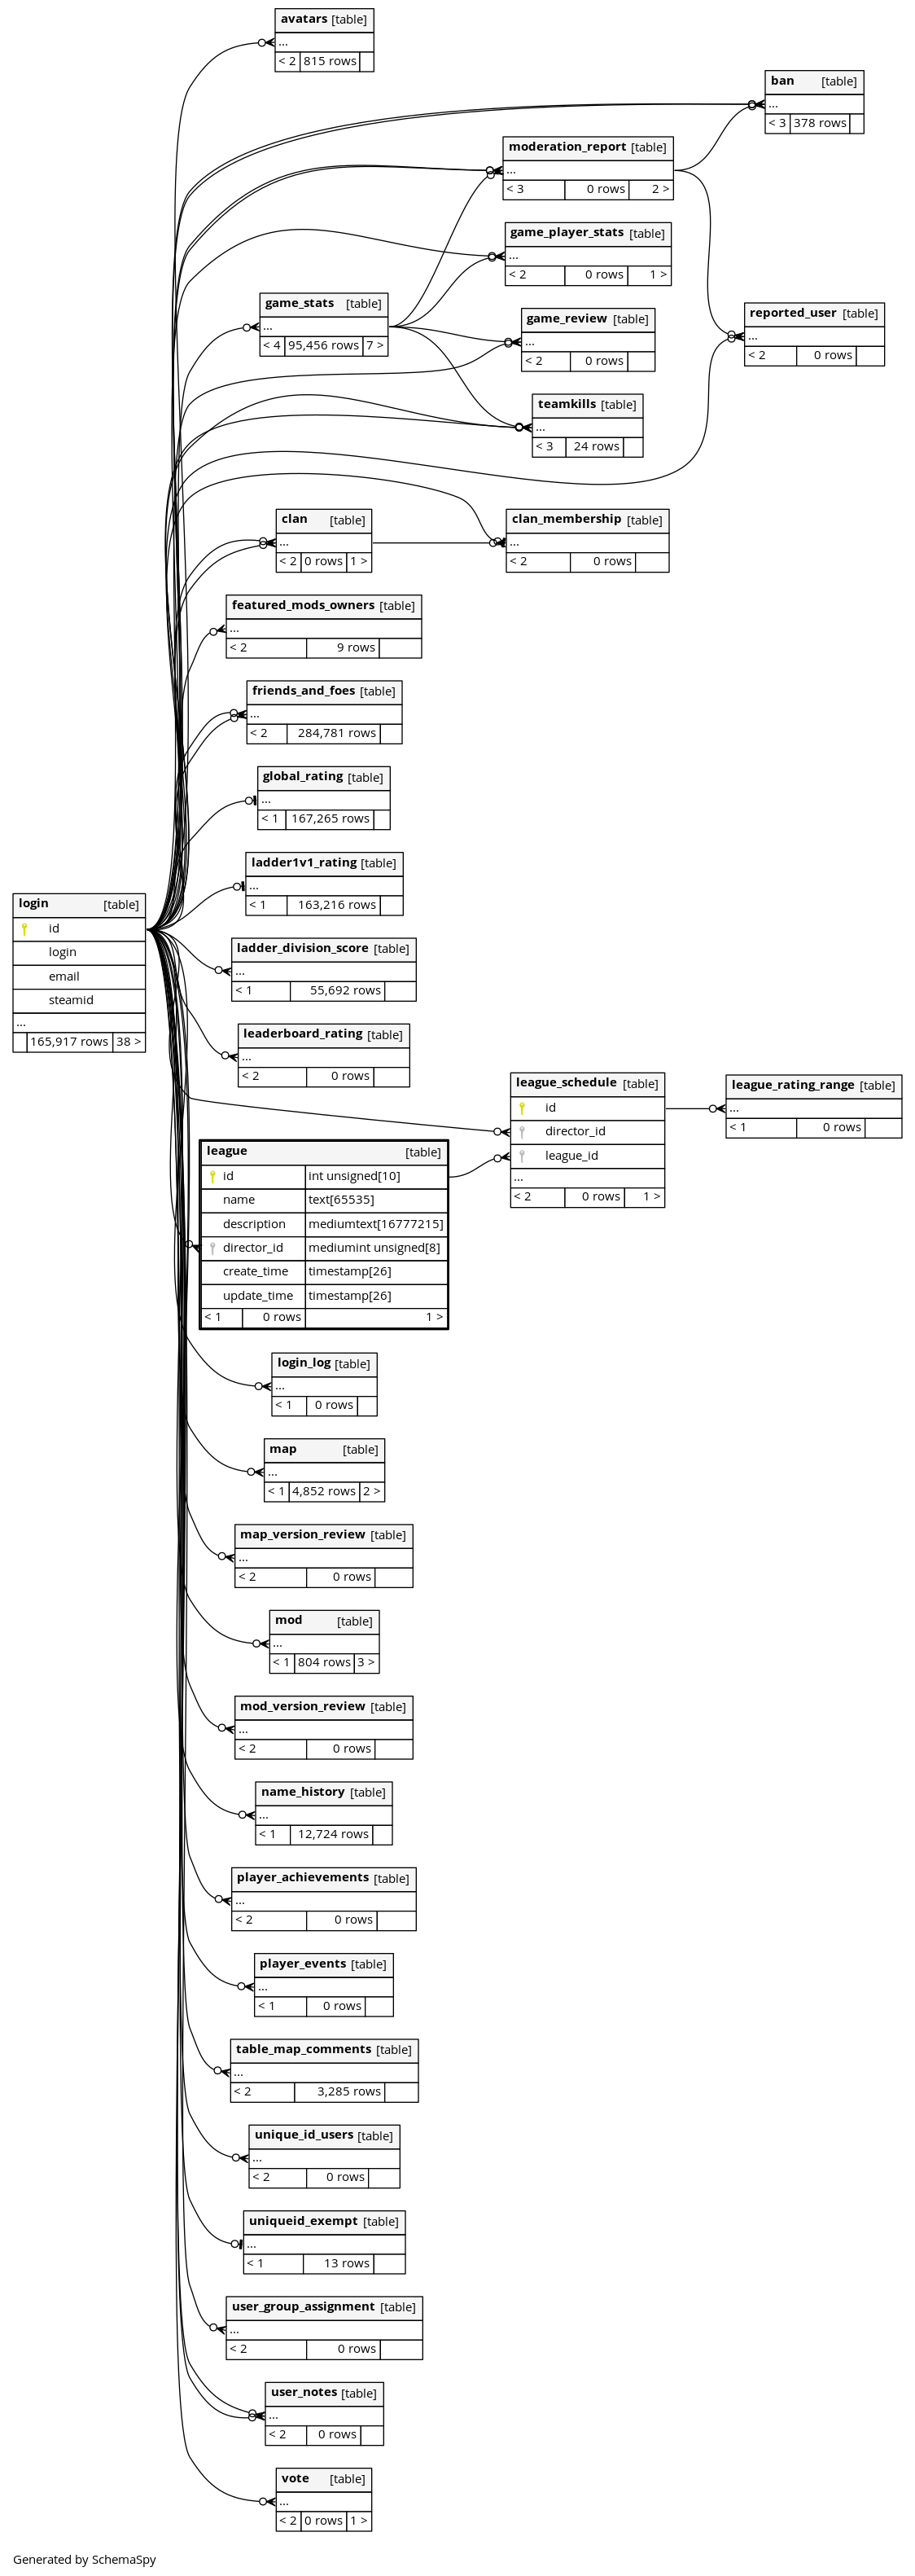 avatars [table]
...
< 2 815 rows
ban [table]
...
< 3 378 rows
moderation_report [table]
...
< 3 0 rows 2 >
game_player_stats [table]
...
< 2 0 rows 1 >
game_stats [table]
...
< 4 95,456 rows 7 >
reported_user [table]
...
< 2 0 rows
game_review [table]
...
< 2 0 rows
teamkills [table]
...
< 3 24 rows
clan [table]
...
< 2 0 rows 1 >
clan_membership [table]
...
< 2 0 rows
featured_mods_owners [table]
...
< 2 9 rows
friends_and_foes [table]
...
< 2 284,781 rows
global_rating [table]
...
< 1 167,265 rows
ladder1v1_rating [table]
...
< 1 163,216 rows
login [table]
id
login
email
steamid
...
165,917 rows 38 >
ladder_division_score [table]
...
< 1 55,692 rows
leaderboard_rating [table]
...
< 2 0 rows
league_schedule [table]
id
director_id
league_id
...
< 2 0 rows 1 >
league_rating_range [table]
...
< 1 0 rows
league [table]
id int unsigned[10]
name text[65535]
description mediumtext[16777215]
director_id mediumint unsigned[8]
create_time timestamp[26]
update_time timestamp[26]
< 1 0 rows 1 >
login_log [table]
...
< 1 0 rows
map [table]
...
< 1 4,852 rows 2 >
map_version_review [table]
...
< 2 0 rows
mod [table]
...
< 1 804 rows 3 >
mod_version_review [table]
...
< 2 0 rows
name_history [table]
...
< 1 12,724 rows
player_achievements [table]
...
< 2 0 rows
player_events [table]
...
< 1 0 rows
table_map_comments [table]
...
< 2 3,285 rows
unique_id_users [table]
...
< 2 0 rows
uniqueid_exempt [table]
...
< 1 13 rows
user_group_assignment [table]
...
< 2 0 rows
user_notes [table]
...
< 2 0 rows
vote [table]
...
< 2 0 rows 1 >
Generated by SchemaSpy